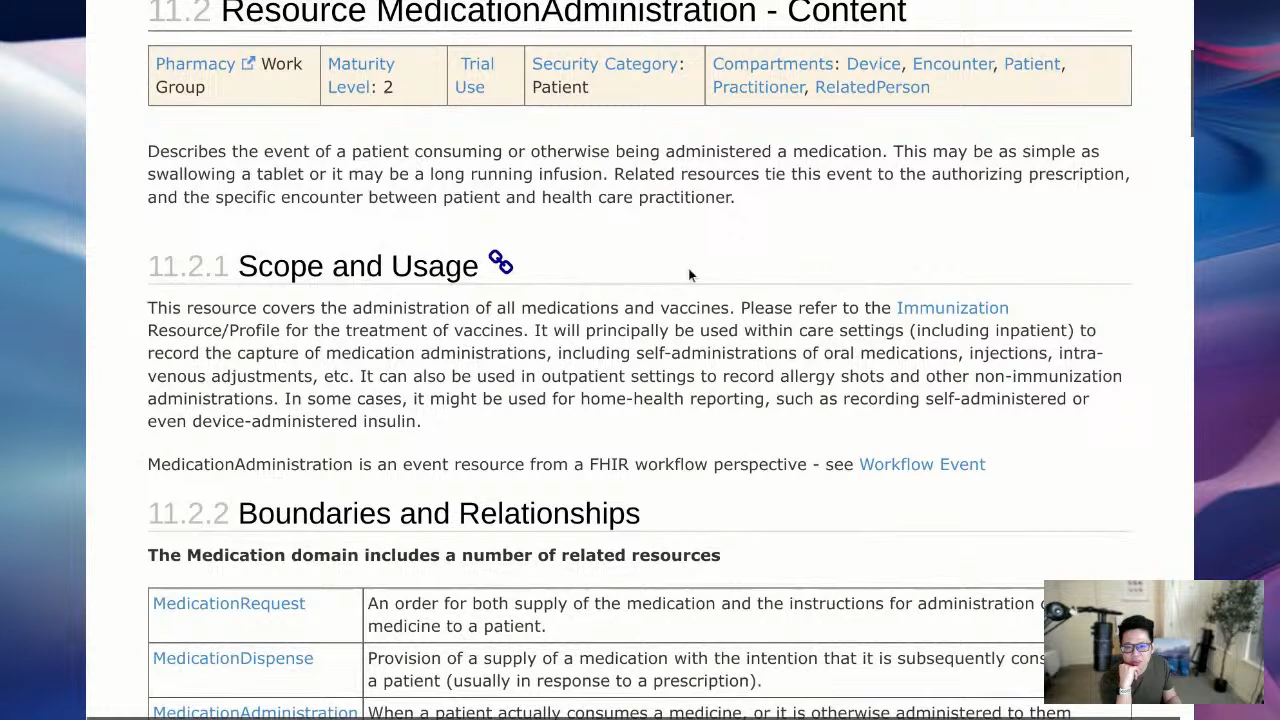 11.2 Resource MedicationAdministration - Content
Pharmacy Work Group
Maturity Level: 2
Trial Use
Security Category: Patient
Compartments: Device, Encounter, Patient, Practitioner, RelatedPerson
Describes the event of a patient consuming or otherwise being administered a medication. This may be as simple as
swallowing a tablet or it may be a long running infusion. Related resources tie this event to the authorizing prescription,
and the specific encounter between patient and health care practitioner.
11.2.1 Scope and Usage
This resource covers the administration of all medications and vaccines. Please refer to the Immunization
Resource/Profile for the treatment of vaccines. It will principally be used within care settings (including inpatient) to
record the capture of medication administrations, including self-administrations of oral medications, injections, intra-
venous adjustments, etc. It can also be used in outpatient settings to record allergy shots and other non-immunization
administrations. In some cases, it might be used for home-health reporting, such as recording self-administered or
even device-administered insulin.
MedicationAdministration is an event resource from a FHIR workflow perspective - see Workflow Event
11.2.2 Boundaries and Relationships
The Medication domain includes a number of related resources
MedicationRequest
An order for both supply of the medication and the instructions for administration
medicine to a patient.
MedicationDispense
Provision of a supply of a medication with the intention that it is subsequently
a patient (usually in response to a prescription).
MedicationAdministration
When a patient actually consumes a medicine, or it is otherwise administered to them